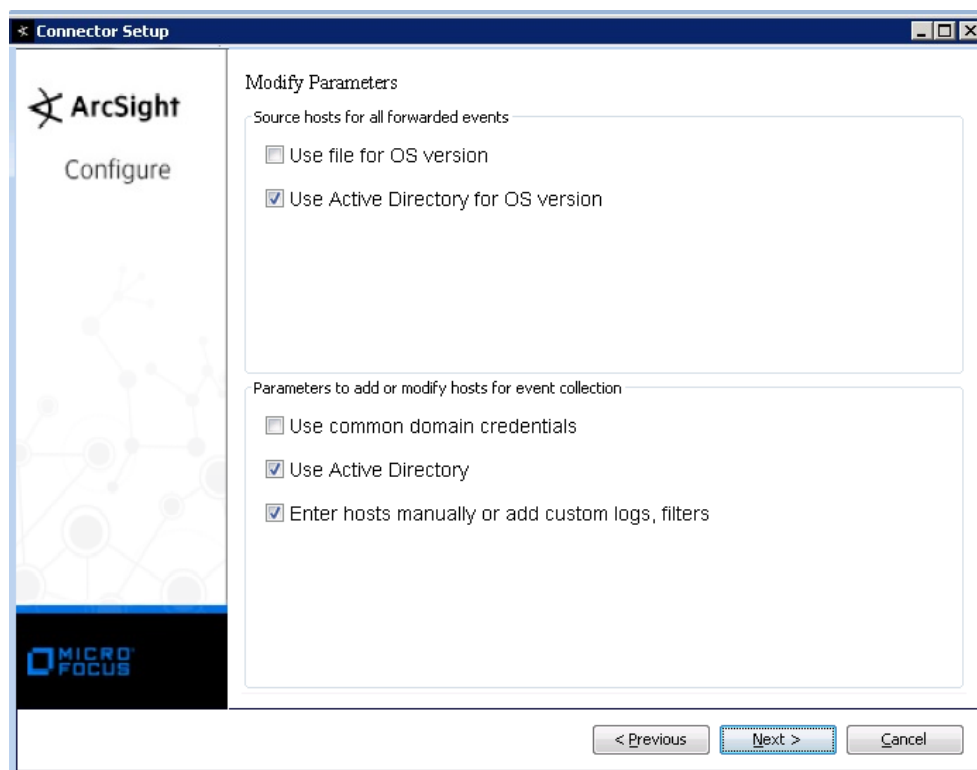 Connector Setup
ArcSight
Configure
Modify Parameters
Source hosts for all forwarded events
Use file for OS version
Use Active Directory for OS version
Parameters to add or modify hosts for event collection
Use common domain credentials
Use Active Directory
Enter hosts manually or add custom logs, filters
MICRO
FOCUS
< Previous
Next >
Cancel